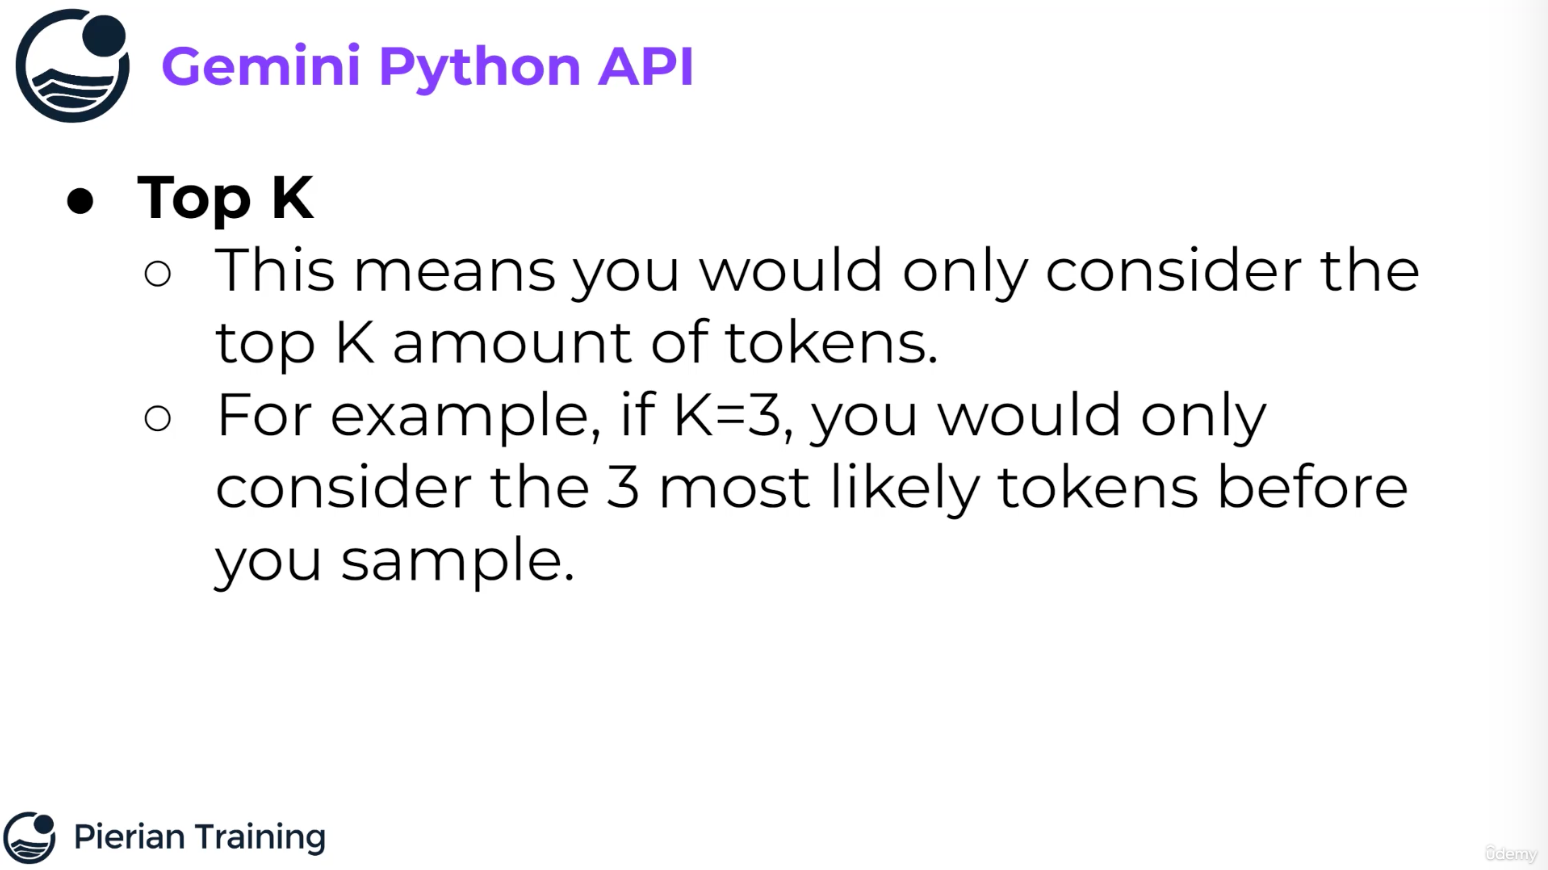 Gemini Python API
● Top K
○ This means you would only consider the
top K amount of tokens.
○ For example, if K=3, you would only
consider the 3 most likely tokens before
you sample.
Pierian Training
ûdemy